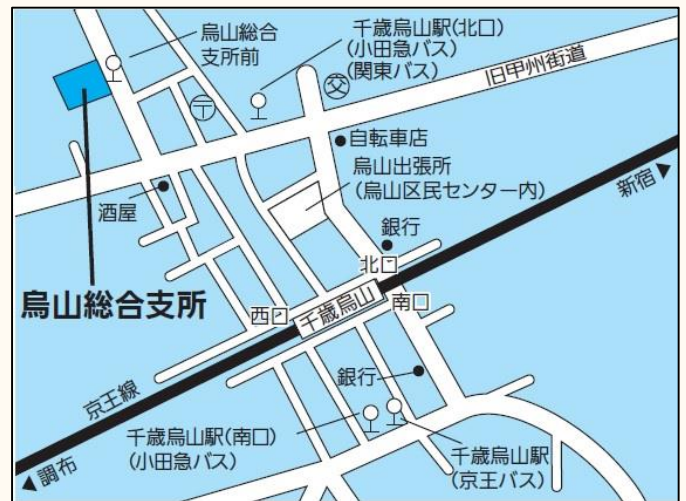 烏山総合
支所前
千歳烏山駅(北口)
(小田急バス)
(関東バス)
旧甲州街道
〒
交
自転車店
烏山出張所
(烏山区民センター内)
新宿▶
酒屋
銀行
北口
烏山総合支所
西口
千歳烏山
南口
京王線
銀行
千歳烏山駅(南口)
(小田急バス)
千歳烏山駅
(京王バス)
◀調布